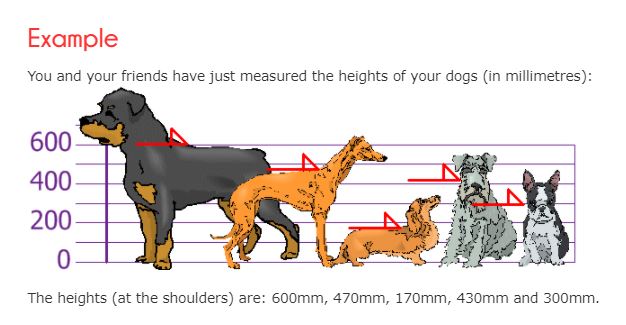 Example
You and your friends have just measured the heights of your dogs (in millimetres):
600
400
200
0
The heights (at the shoulders) are: 600mm, 470mm, 170mm, 430mm and 300mm.